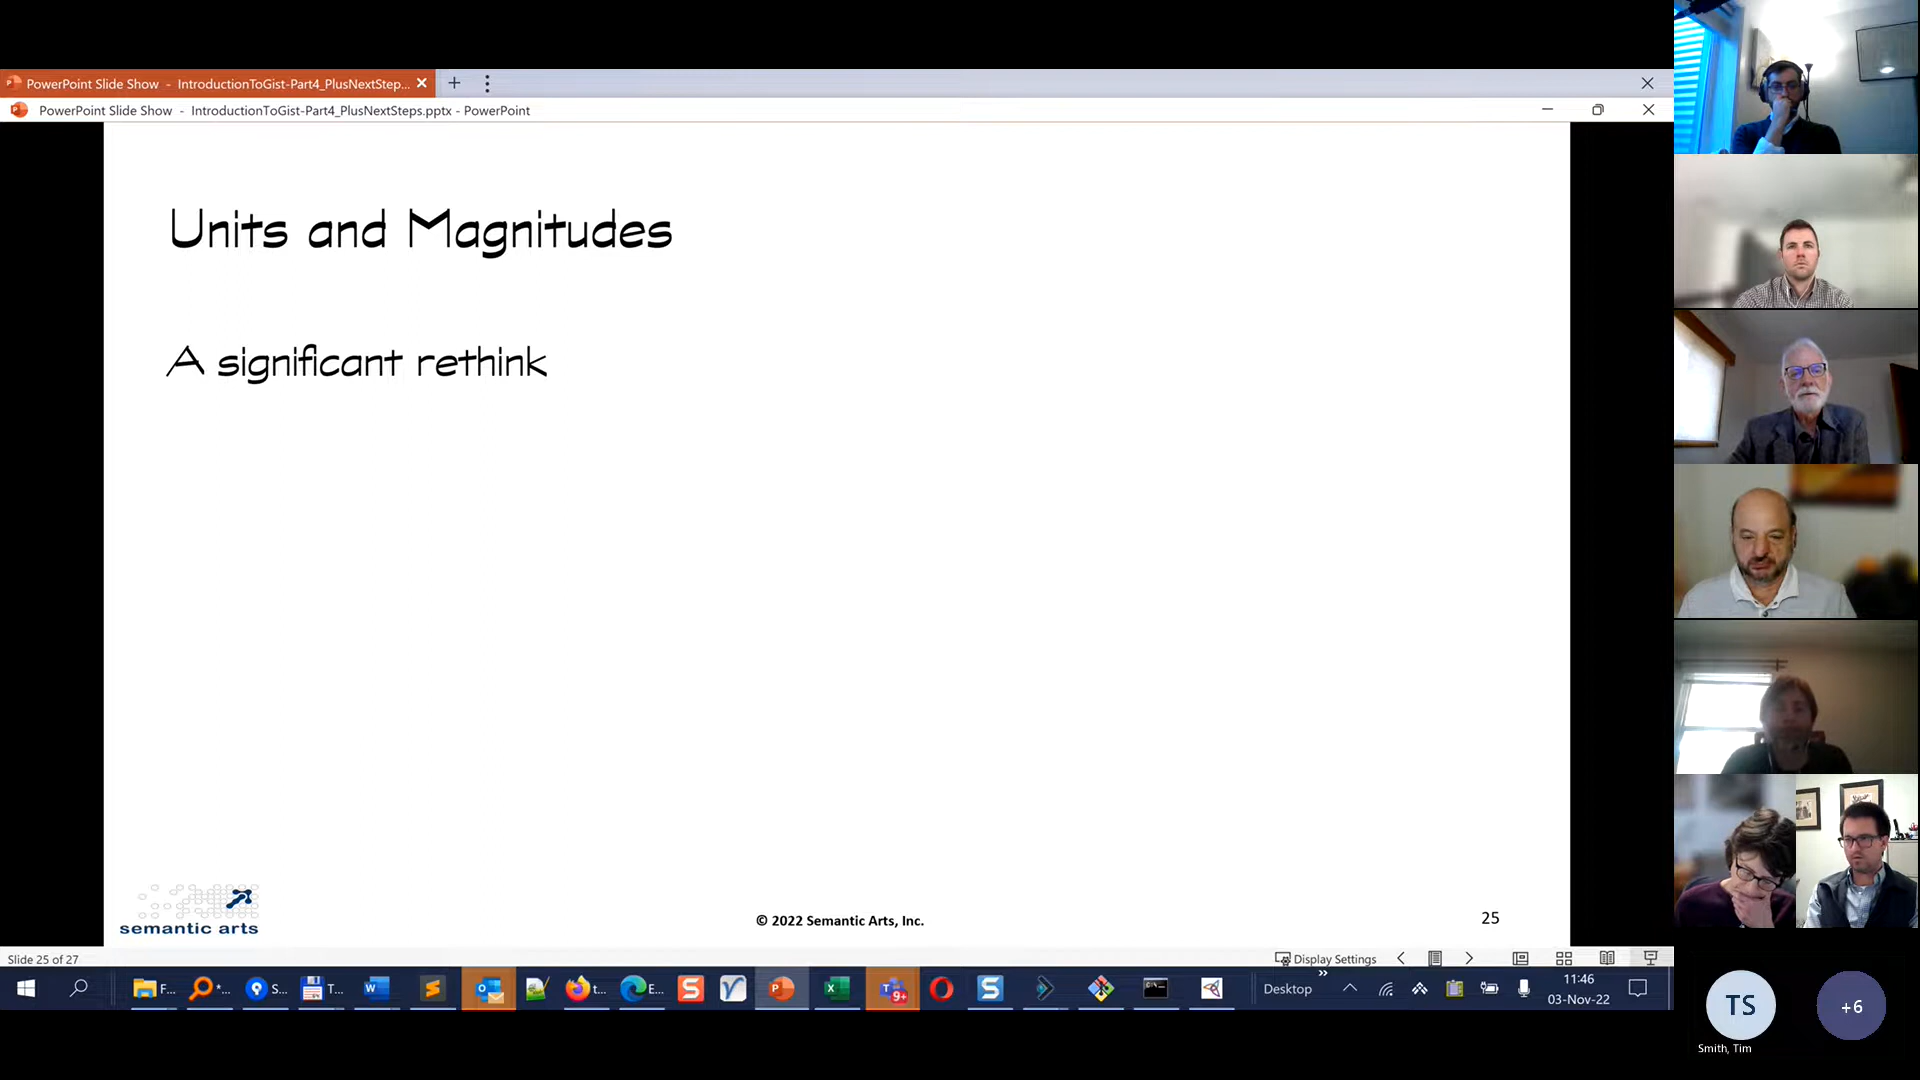 PowerPoint Slide Show - IntroductionToGist-Part4_PlusNextStep...
PowerPoint Slide Show - IntroductionToGist-Part4_PlusNextSteps.pptx - PowerPoint
Units and Magnitudes
A significant rethink
semantic arts
© 2022 Semantic Arts, Inc.
25
Slide 25 of 27
Display Settings
F...
*...
S...
T...
t...
E...
9+
Desktop
11:46
03-Nov-22
TS
+6
Smith, Tim